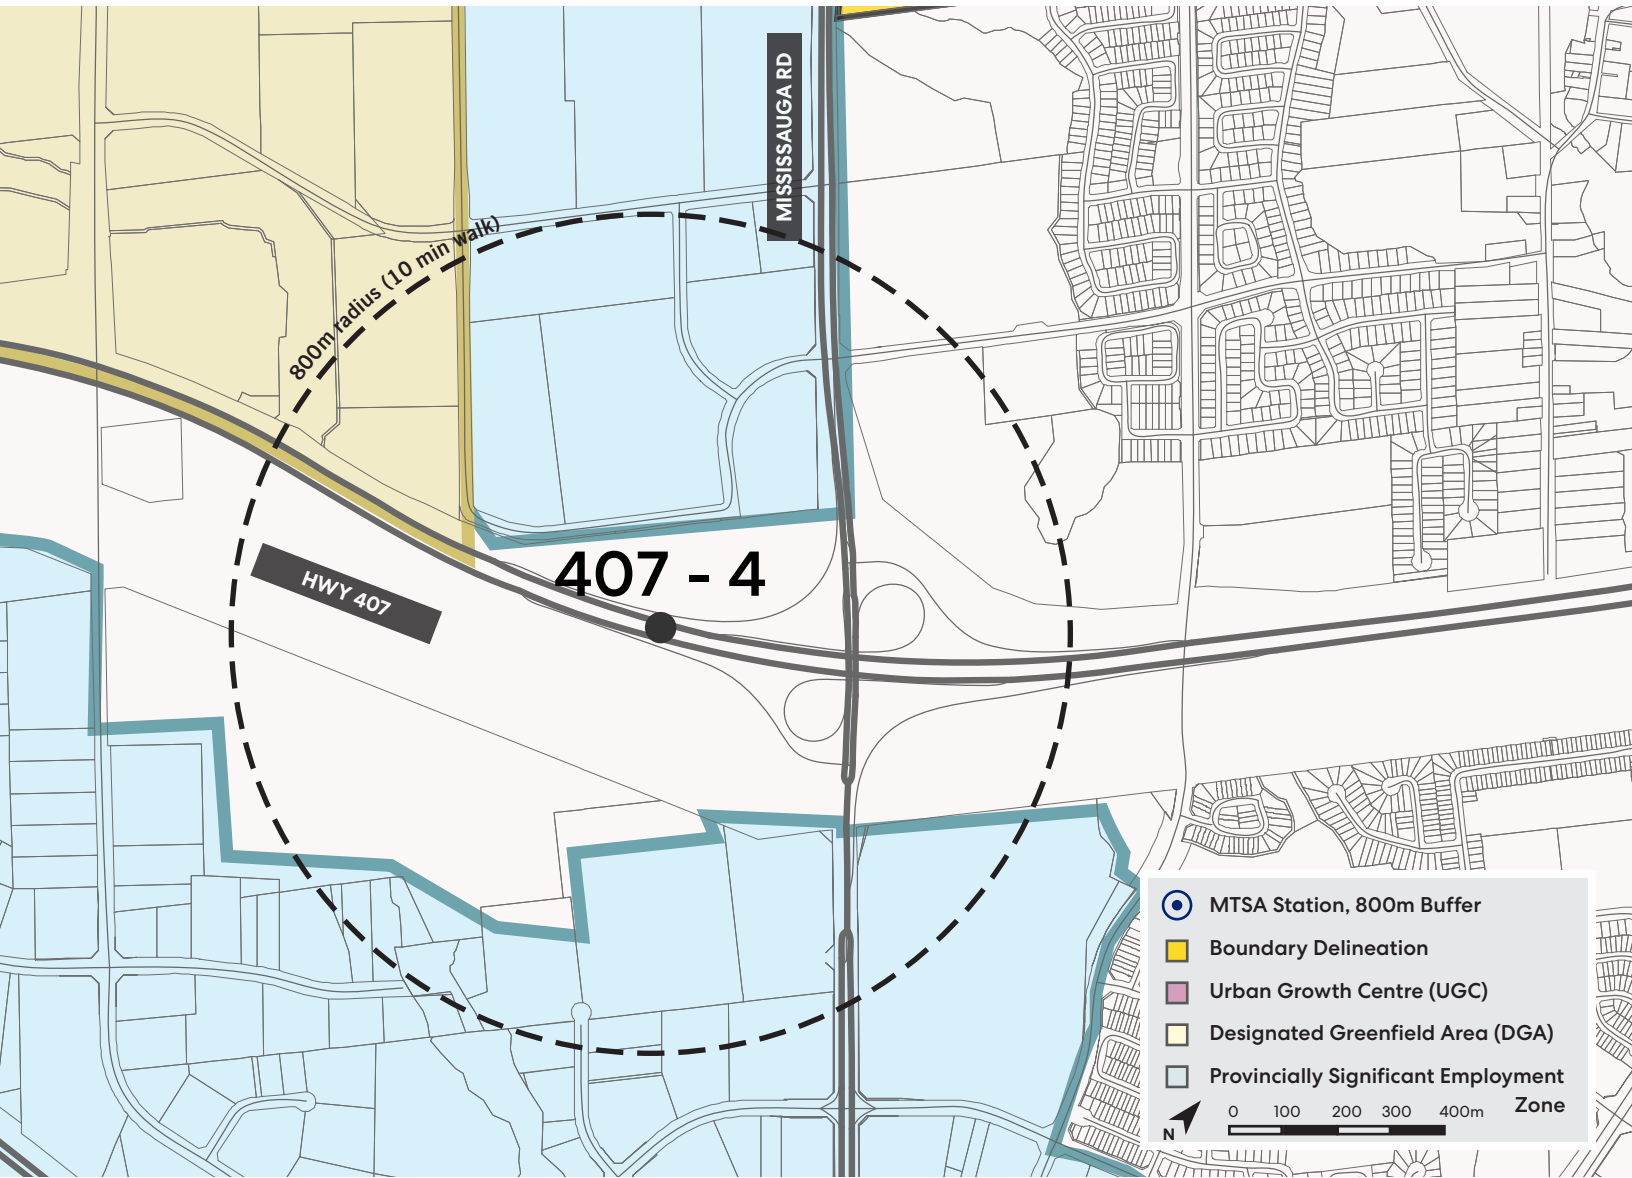 MISSISSAUGA RD
800m radius (10 min walk)
407 - 4
HWY 407
MTSA Station, 800m Buffer
Boundary Delineation
Urban Growth Centre (UGC)
Designated Greenfield Area (DGA)
Provincially Significant Employment
Zone
0 100 200 300 400m
N